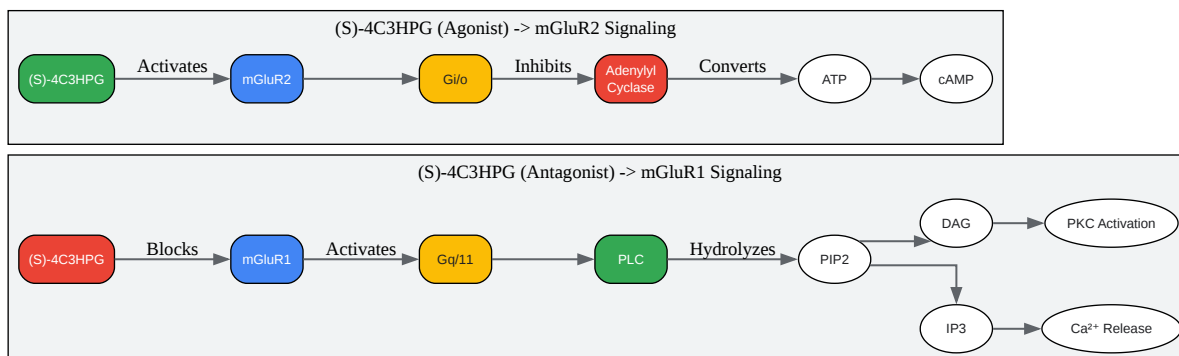 (S)-4C3HPG (Agonist) -> mGluR2 Signaling
(S)-4C3HPG
Activates
mGluR2
Gi/o
Inhibits
Adenylyl
Cyclase
Converts
ATP
cAMP
(S)-4C3HPG (Antagonist) -> mGluR1 Signaling
(S)-4C3HPG
Blocks
mGluR1
Activates
Gq/11
PLC
Hydrolyzes
PIP2
DAG
PKC Activation
IP3
Ca²⁺ Release